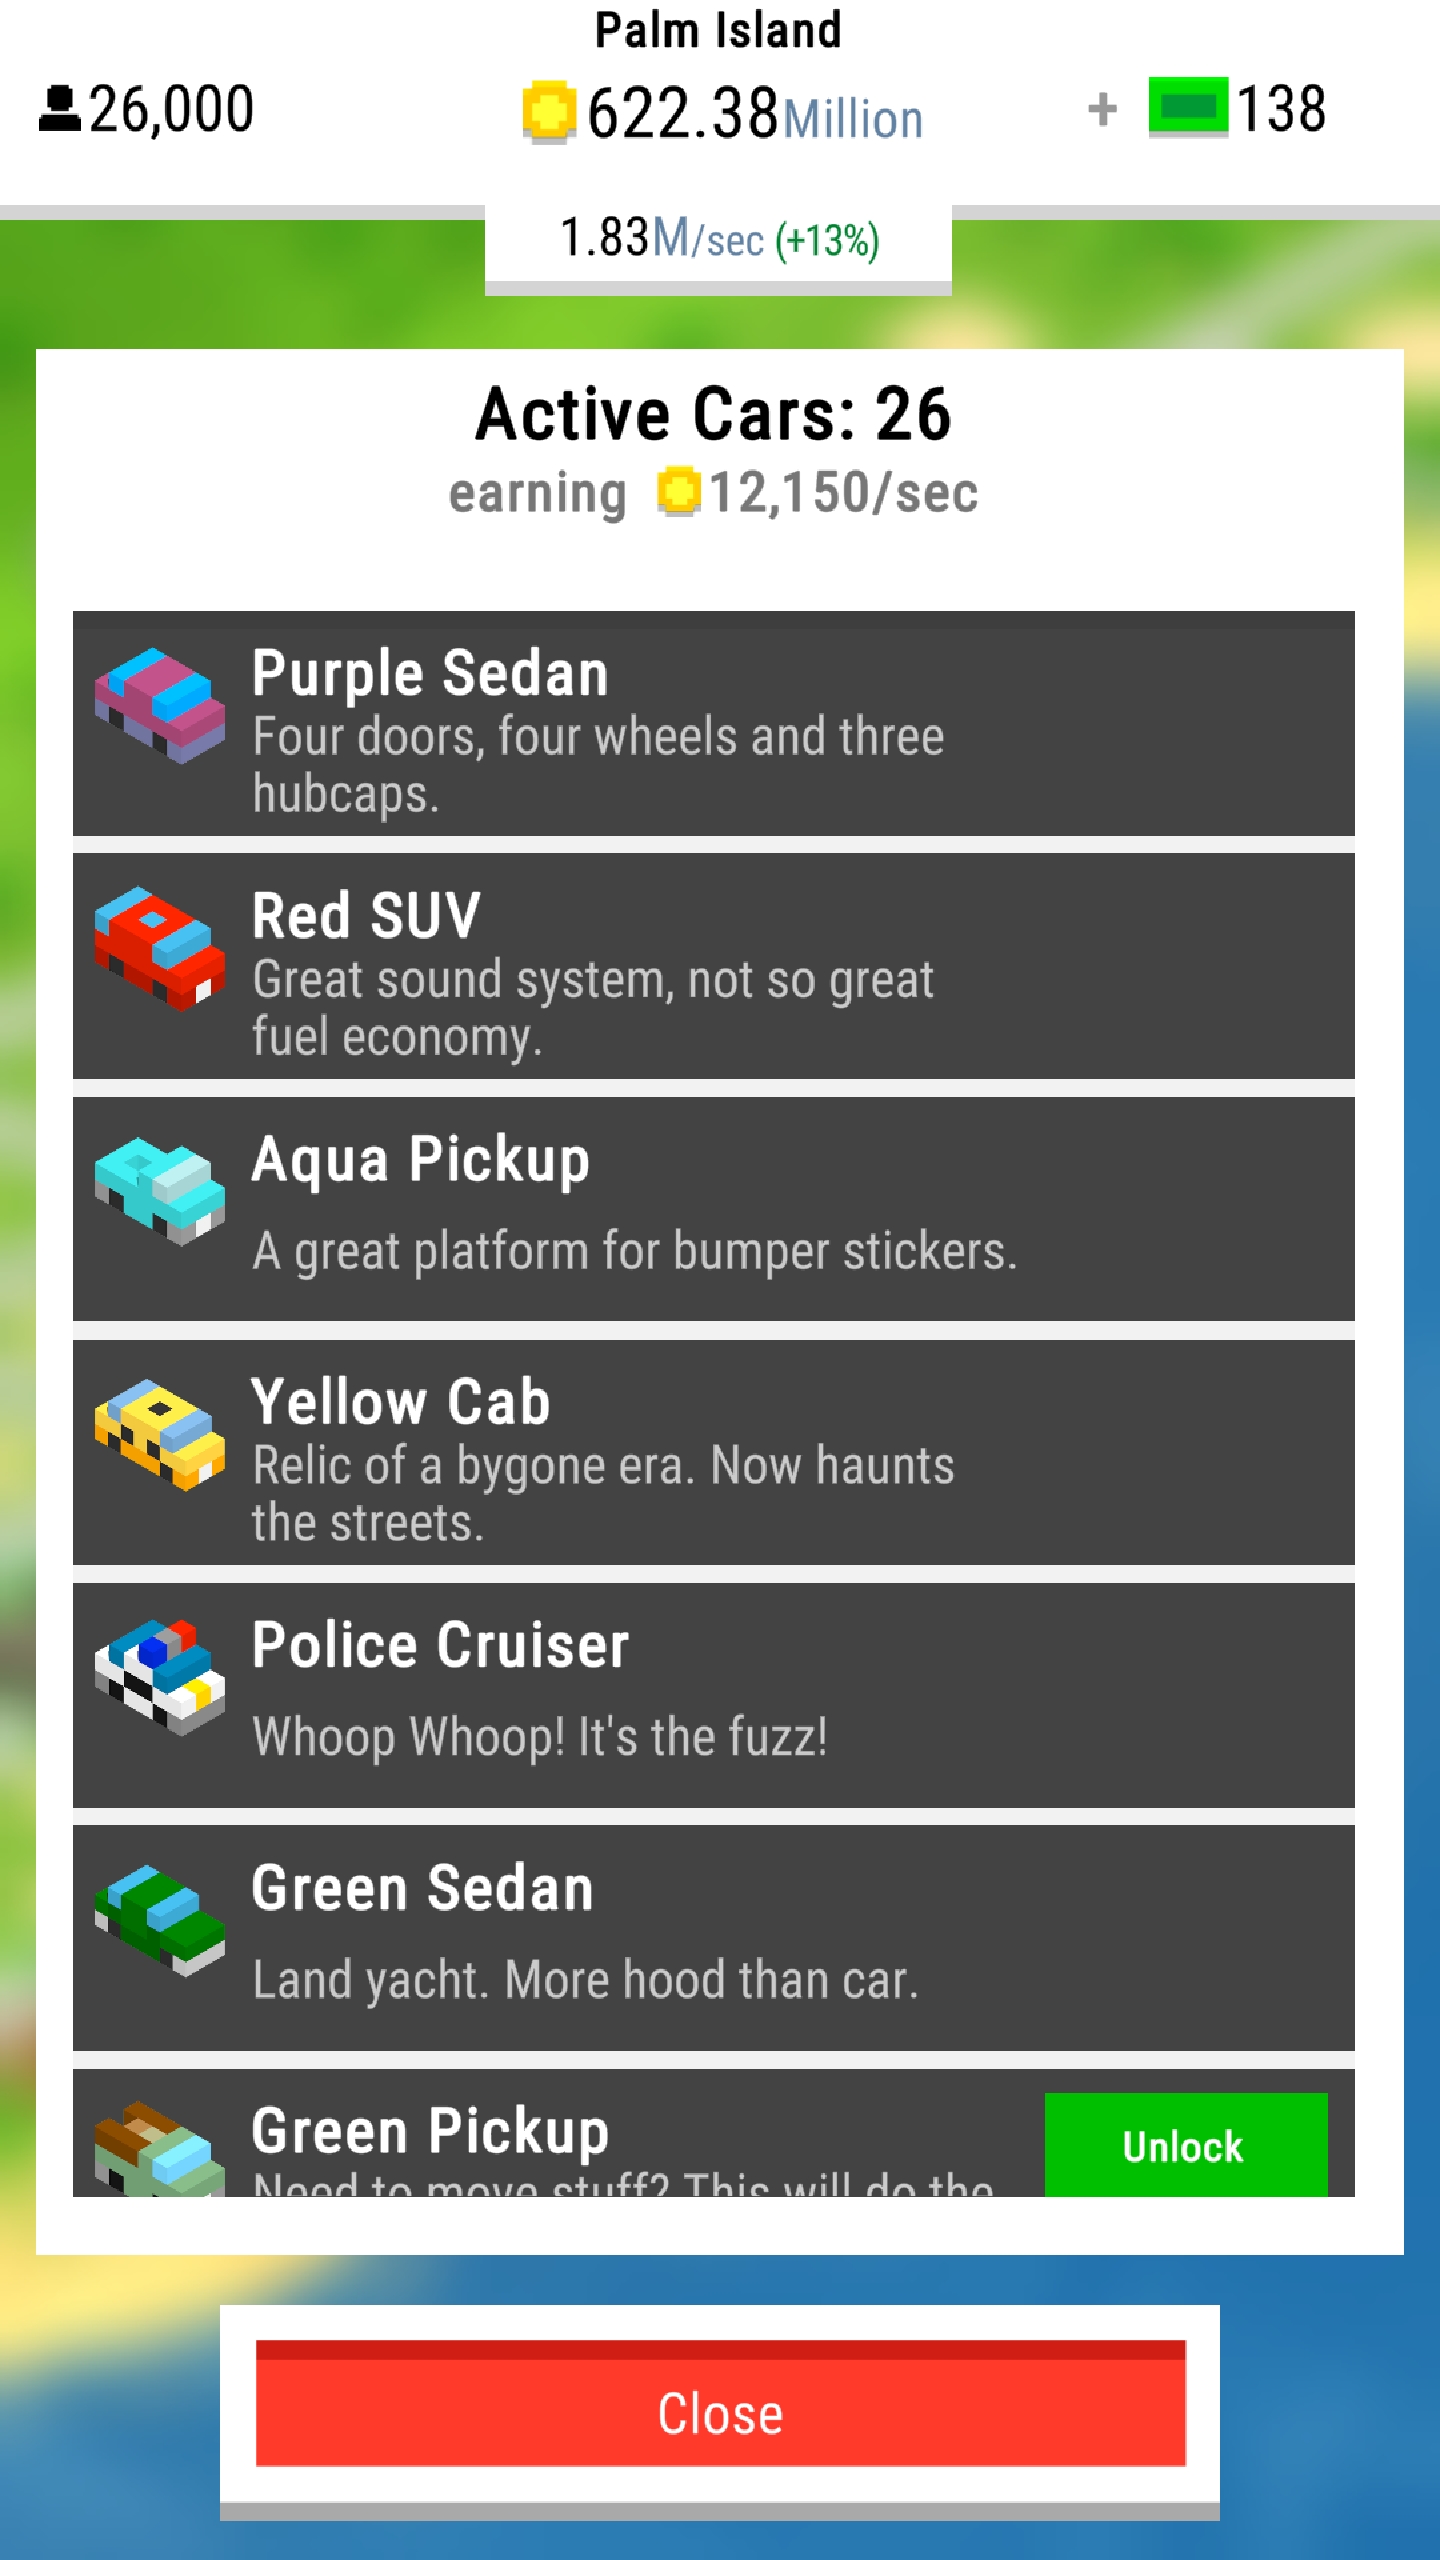 Palm Island
26,000
622.38Million
+ 138
1.83M/sec (+13%)
Active Cars: 26
earning 12,150/sec
Purple Sedan
Four doors, four wheels and three
hubcaps.
Red SUV
Great sound system, not so great
fuel economy.
Aqua Pickup
A great platform for bumper stickers.
Yellow Cab
Relic of a bygone era. Now haunts
the streets.
Police Cruiser
Whoop Whoop! It's the fuzz!
Green Sedan
Land yacht. More hood than car.
Green Pickup
Unlock
Need to move stuff? This will do the
Close